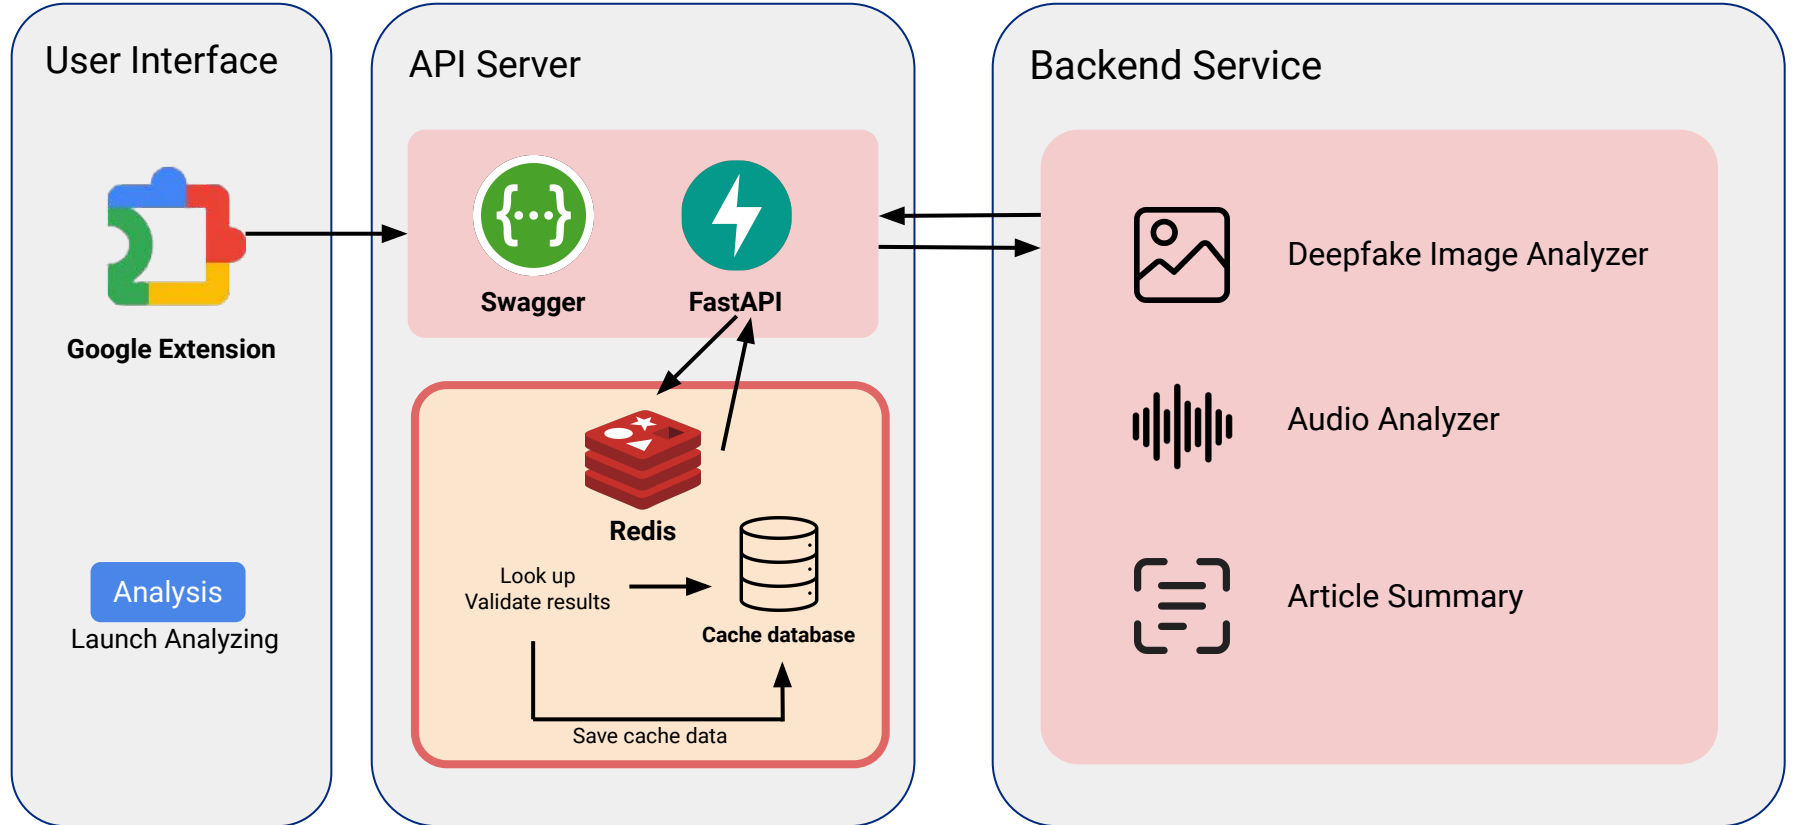 User Interface
Google Extension
Analysis
Launch Analyzing
API Server
Swagger
FastAPI
Redis
Look up
Validate results
Cache database
Save cache data
Backend Service
Deepfake Image Analyzer
Audio Analyzer
Article Summary